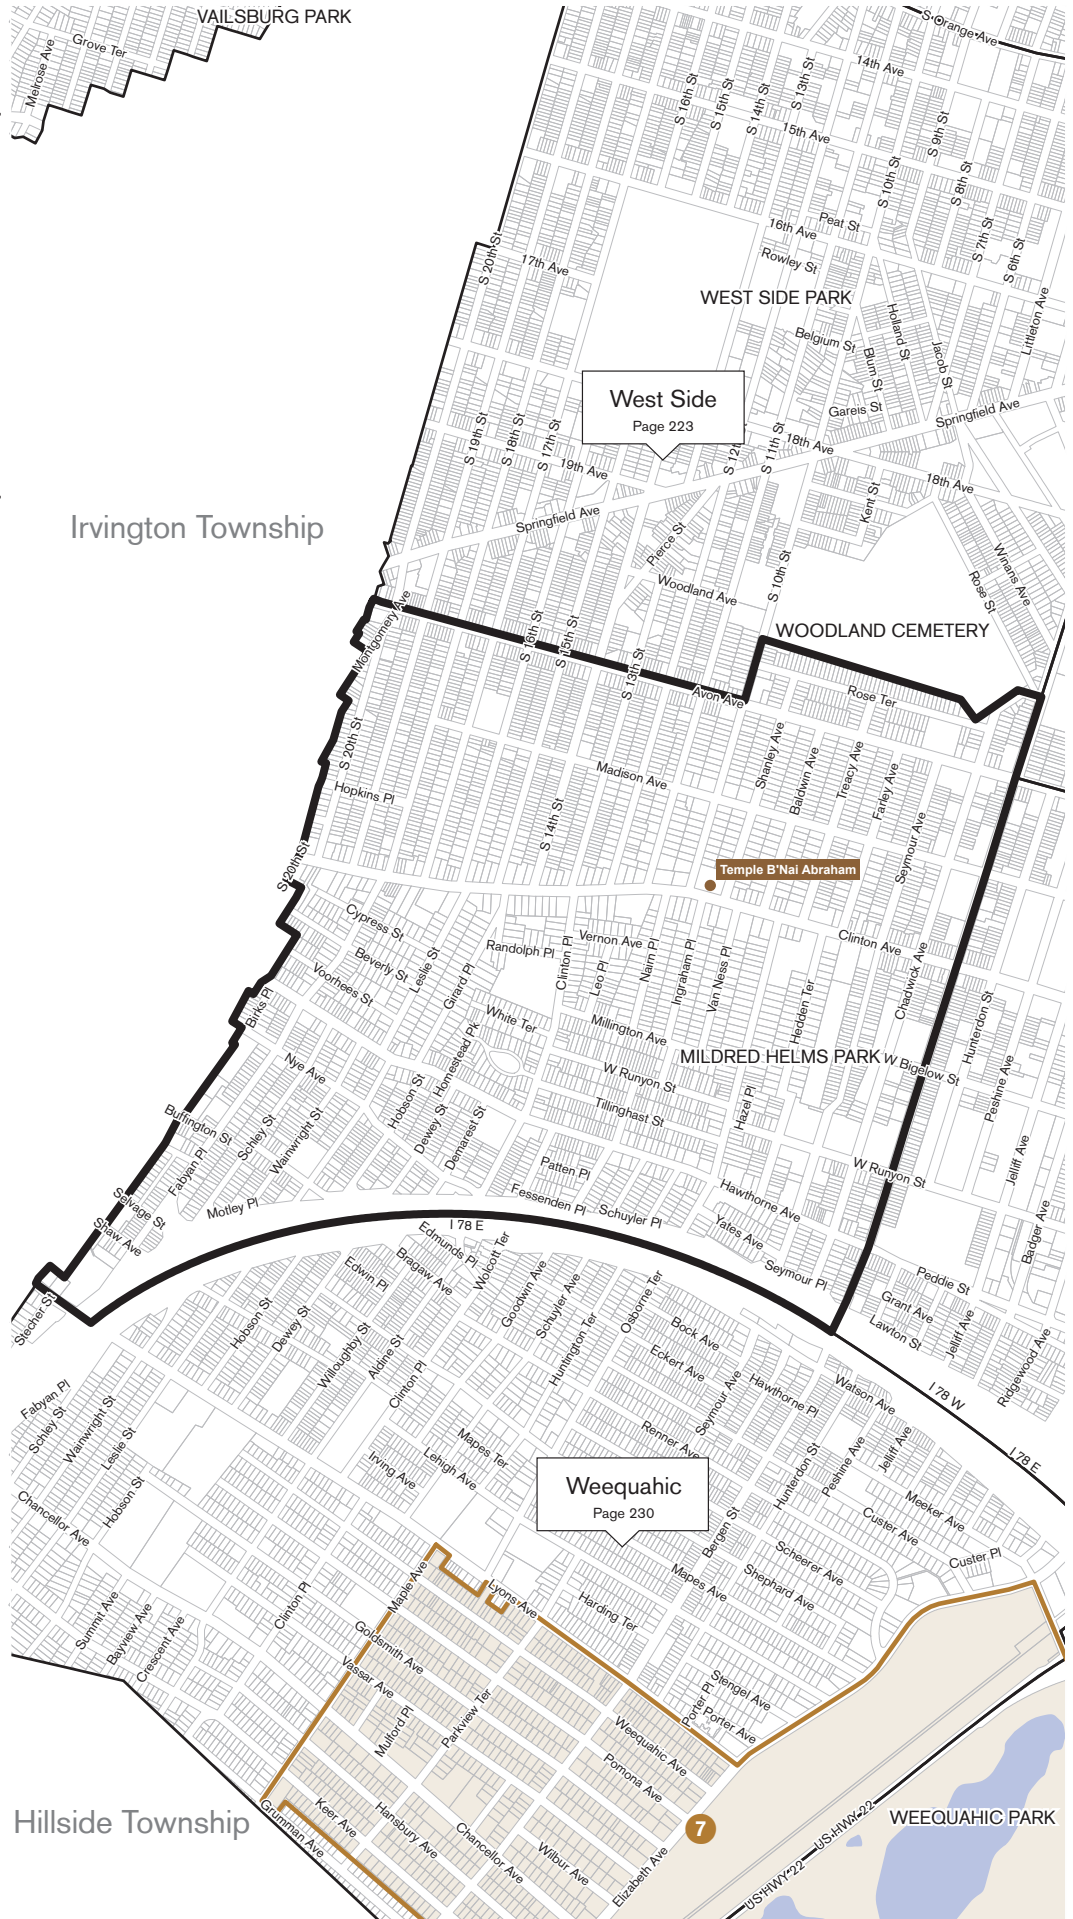 VAILSBURG PARK
Grove Ter
Melrose Ave
S Orange Ave
14th Ave
S 16th St
S 15th St
S 14th St
S 13th St
15th Ave
S 9th St
S 10th St
S 8th St
Peat St
16th Ave
S 7th St
S 6th St
Rowley St
S 20th St
17th Ave
WEST SIDE PARK
Littleton Ave
Holland St
Belgium St
Blum St
Jacob St
West Side
Page 223
Gareis St
Springfield Ave
S 19th St
S 18th St
S 17th St
S 12th
S 11th St
18th Ave
19th Ave
18th Ave
Kent St
Irvington Township
Springfield Ave
Pierce St
Winans Ave
Woodland Ave
S 10th St
Rose St
Montgomery Ave
S 16th St
S 15th St
S 13th St
WOODLAND CEMETERY
Avon Ave
Rose Ter
S 20th St
Shanley Ave
Baldwin Ave
Treacy Ave
Farley Ave
Madison Ave
Hopkins Pl
S 14th St
Seymour Ave
S 20th St
Temple B'Nai Abraham
Cypress St
Clinton Ave
Vernon Ave
Randolph Pl
Beverly St
Leslie St
Girard Pl
Clinton Pl
Leo Pl
Nairn Pl
Ingraham Pl
Van Ness Pl
Hedden Ter
Chadwick Ave
Voorhees St
Birks Pl
White Ter
Millington Ave
Hunterdon St
Homestead Pk
MILDRED HELMS PARK
W Bigelow St
Nye Ave
W Runyon St
Peshine Ave
Hobson St
Dewey St
Demarest St
Tillinghast St
Hazel Pl
Buffington St
Schley St
Wainwright St
Fabyan Pl
Jelliff Ave
Patten Pl
W Runyon St
Selvage St
Motley Pl
Fessenden Pl
Schuyler Pl
Hawthorne Ave
Shaw Ave
I 78 E
Yates Ave
Badger Ave
Edmunds Pl
Wolcott Ter
Bragaw Ave
Edwin Pl
Seymour Pl
Peddie St
Goodwin Ave
Schuyler Ave
Osborne Ter
Grant Ave
Lawton St
Jelliff Ave
Stecher St
Hobson St
Dewey St
Willoughby St
Aldine St
Huntington Ter
Bock Ave
Eckert Ave
Ridgewood Ave
Clinton Pl
Seymour Ave
Hawthorne Pl
Watson Ave
I 78 W
Fabyan Pl
Schley St
Wainwright St
Leslie St
Renner Ave
Mapes Ter
Lehigh Ave
Irving Ave
Hunterdon St
Peshine Ave
Jelliff Ave
I 78 E
Weequahic
Page 230
Hobson St
Chancellor Ave
Meeker Ave
Custer Ave
Bergen St
Scheerer Ave
Custer Pl
Shephard Ave
Mapes Ave
Maple Ave
Lyons Ave
Harding Ter
Summit Ave
Bayview Ave
Crescent Ave
Clinton Pl
Goldsmith Ave
Vassar Ave
Stengel Ave
Porter Pl
Porter Ave
Mulford Pl
Parkview Ter
Weequahic Ave
Pomona Ave
Hillside Township
Grumman Ave
Keer Ave
Hansbury Ave
Chancellor Ave
Wilbur Ave
Elizabeth Ave
7
US HWY 22
US HWY 22
WEEQUAHIC PARK